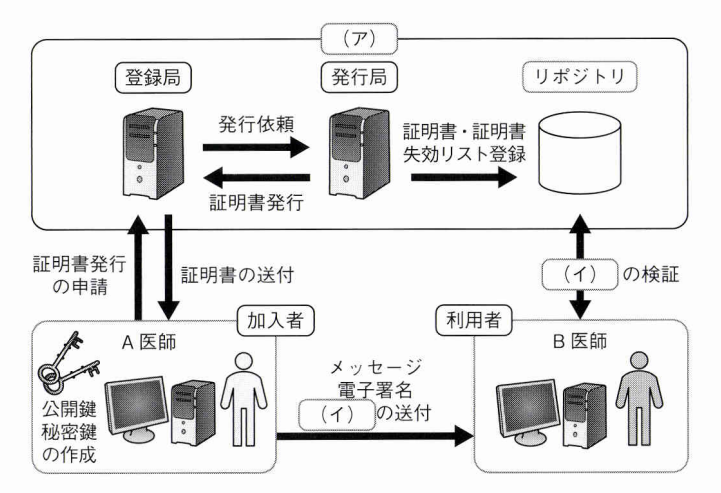 (ア)
登録局
発行局
リポジトリ
発行依頼
証明書発行
証明書・証明書
失効リスト登録
証明書発行
の申請
証明書の送付
(イ) の検証
加入者
A医師
公開鍵
秘密鍵
の作成
メッセージ
電子署名
(イ) の送付
利用者
B医師